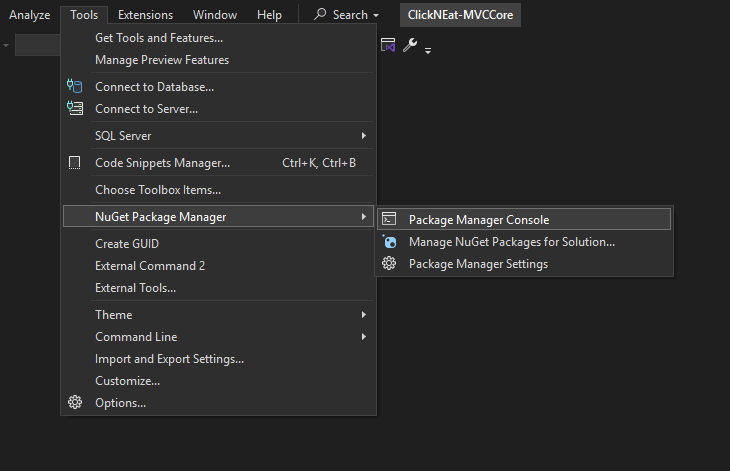 Analyze Tools Extensions Window Help Search ClickNEat-MVCCore
Get Tools and Features...
Manage Preview Features
Connect to Database...
Connect to Server...
SQL Server
Code Snippets Manager... Ctrl+K, Ctrl+B
Choose Toolbox Items...
NuGet Package Manager
Package Manager Console
Manage NuGet Packages for Solution...
Package Manager Settings
Create GUID
External Command 2
External Tools...
Theme
Command Line
Import and Export Settings...
Customize...
Options...